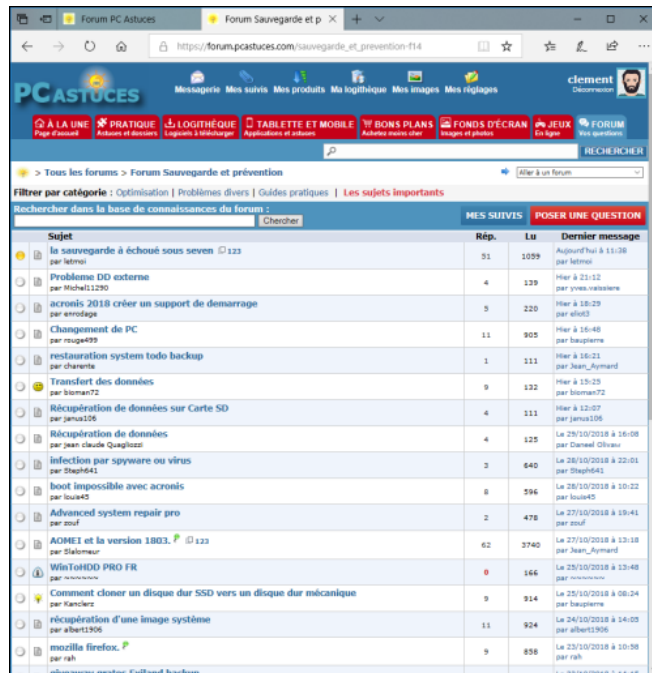 Forum PC Astuces
Forum Sauvegarde et p
https://forum.pcastuces.com/sauvegarde_et_prevention-f14
PC ASTUCES
Messagerie Mes suivis Mes produits Ma logithèque Mes images Mes réglages
clement
Déconnexion
À LA UNE PRATIQUE LOGITHÈQUE TABLETTE ET MOBILE BONS PLANS FONDS D'ÉCRAN JEUX FORUM
Page d'accueil Astuces et dossiers Logiciels à télécharger Applications et astuces Achetez moins cher Images et photos En ligne Vos questions
RECHERCHER
> Tous les forums > Forum Sauvegarde et prévention
Aller à un forum
Filtrer par catégorie : Optimisation | Problèmes divers | Guides pratiques | Les sujets importants
Rechercher dans la base de connaissances du forum :
Chercher
MES SUIVIS POSER UNE QUESTION
Sujet Rép. Lu Dernier message
la sauvegarde à échoué sous seven 123 51 1059 Aujourd'hui à 11:38
par letmoi par letmoi
Probleme DD externe 4 139 Hier à 21:12
par Michel11290 par yves.vaissiere
acronis 2018 créer un support de demarrage 5 220 Hier à 18:29
par enrodage par eliot3
Changement de PC 11 905 Hier à 16:48
par rouge499 par baupierre
restauration system todo backup 1 111 Hier à 16:21
par charente par Jean_Aymard
Transfert des données 9 132 Hier à 15:25
par bioman72 par bioman72
Récupération de données sur Carte SD 4 111 Hier à 12:07
par janus106 par janus106
Récupération de données 4 125 Le 29/10/2018 à 16:08
par jean claude Quagliozzi par Daneel Olivaw
infection par spyware ou virus 3 640 Le 28/10/2018 à 22:01
par Steph641 par Steph641
boot impossible avec acronis 8 596 Le 28/10/2018 à 10:22
par louis45 par louis45
Advanced system repair pro 2 478 Le 27/10/2018 à 19:41
par zouf par zouf
AOMEI et la version 1803. 123 62 3740 Le 27/10/2018 à 13:18
par Slalomeur par Jean_Aymard
WinToHDD PRO FR 0 166 Le 25/10/2018 à 13:48
par ~~~~~~ par ~~~~~~
Comment cloner un disque dur SSD vers un disque dur mécanique 9 914 Le 25/10/2018 à 08:24
par Kanclerz par baupierre
récupération d'une image système 11 924 Le 24/10/2018 à 14:05
par albert1906 par albert1906
mozilla firefox. 9 858 Le 23/10/2018 à 10:58
par rah par rah